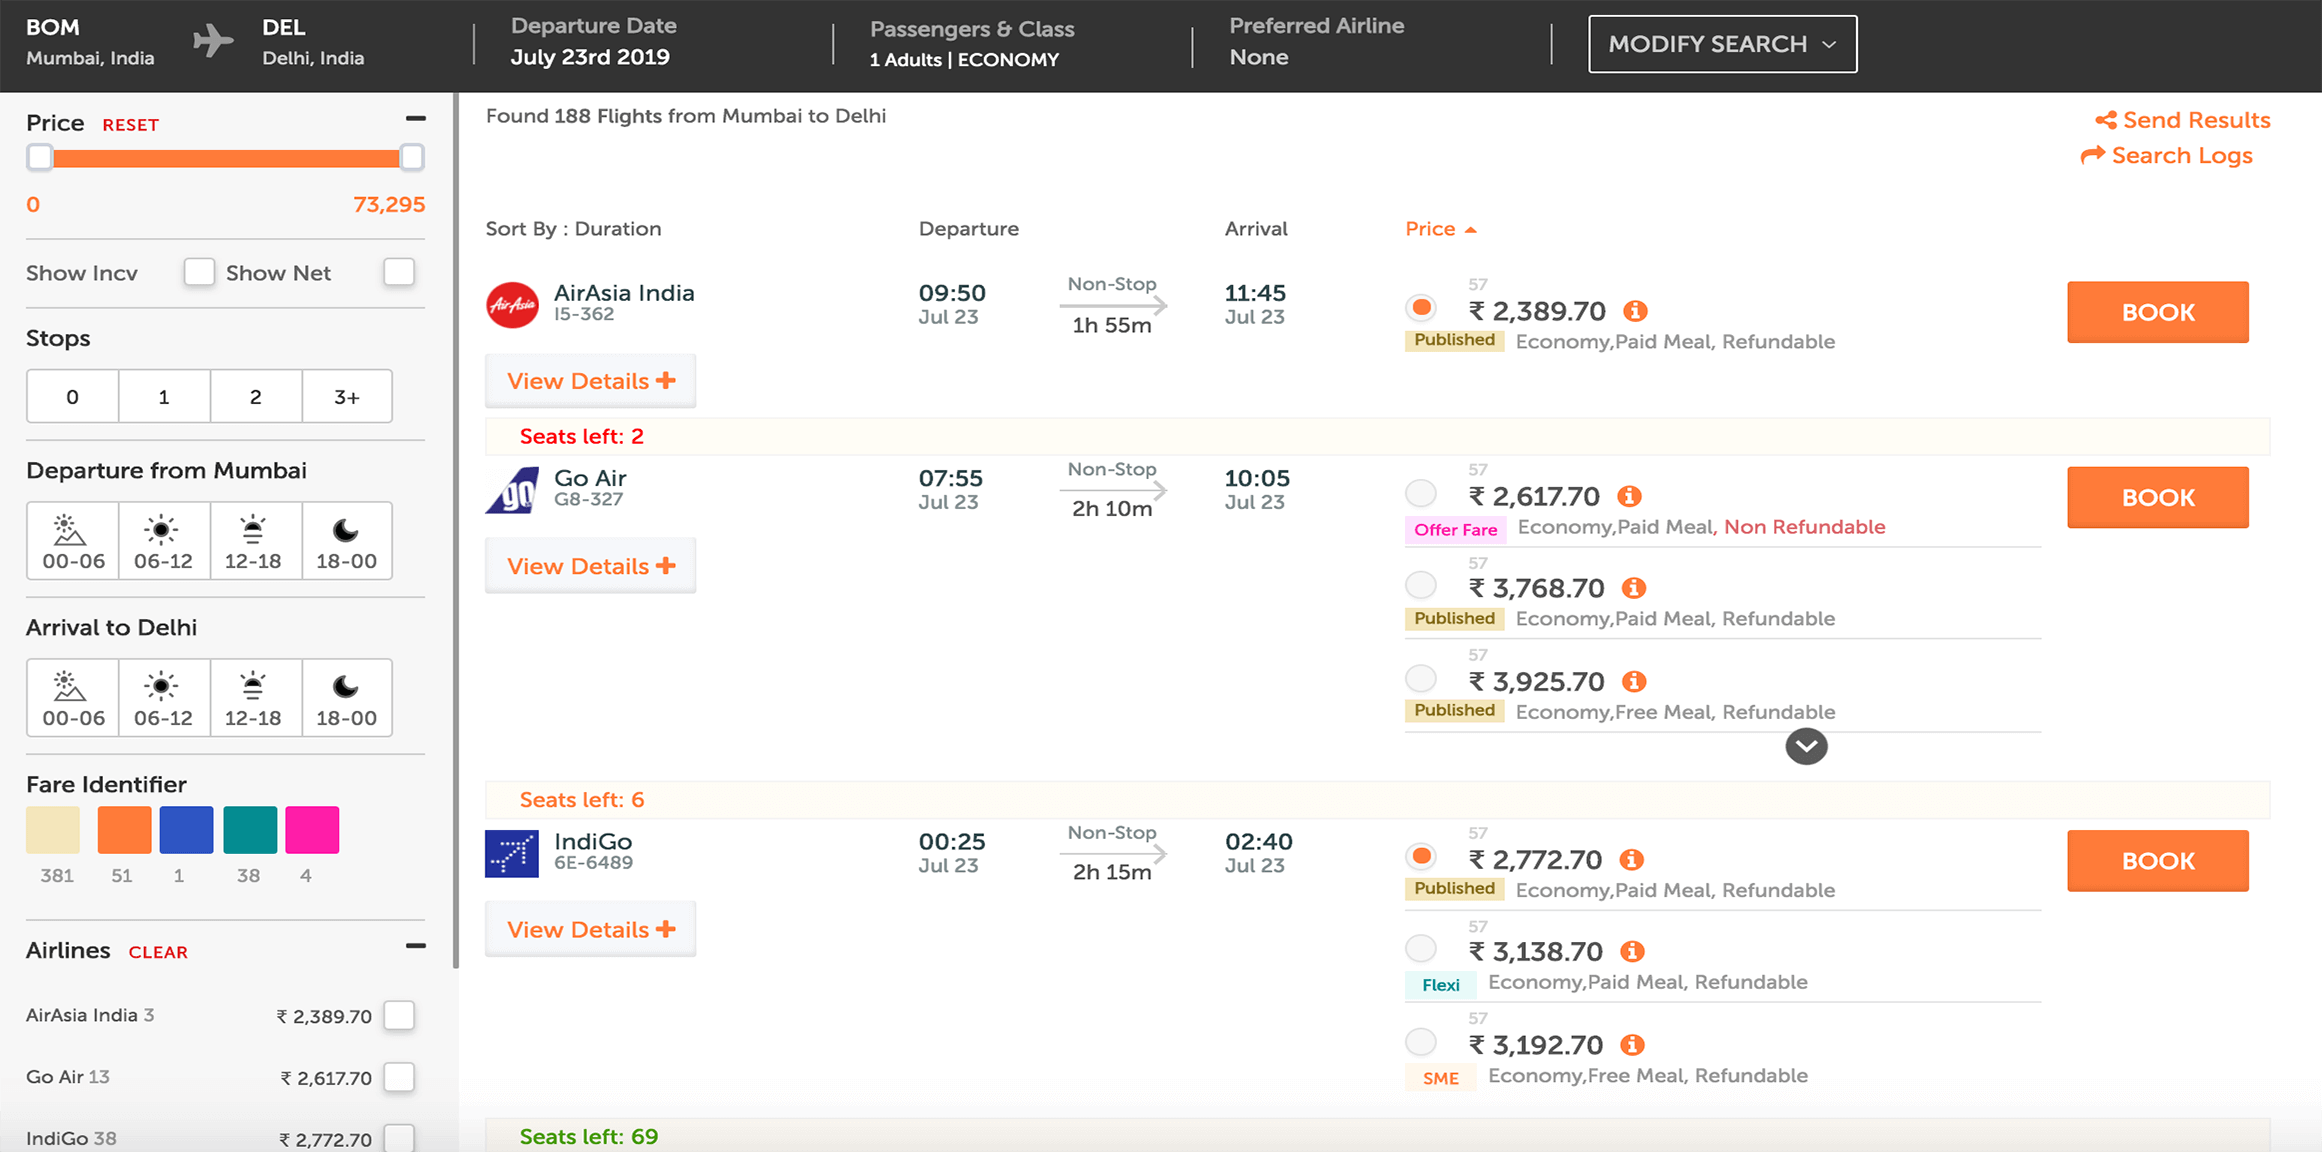 BOM
Mumbai, India
DEL
Delhi, India
Departure Date
July 23rd 2019
Passengers & Class
1 Adults | ECONOMY
Preferred Airline
None
MODIFY SEARCH
Price RESET
0 73,295
Show Incv Show Net
Stops
0 1 2 3+
Departure from Mumbai
00-06 06-12 12-18 18-00
Arrival to Delhi
00-06 06-12 12-18 18-00
Fare Identifier
381 51 1 38 4
Airlines CLEAR
AirAsia India 3 ₹ 2,389.70
Go Air 13 ₹ 2,617.70
IndiGo 38 ₹ 2,772.70
Found 188 Flights from Mumbai to Delhi
Send Results
Search Logs
Sort By : Duration Departure Arrival Price
AirAsia
AirAsia India
I5-362
09:50
Jul 23
Non-Stop
1h 55m
11:45
Jul 23
57
₹ 2,389.70
Published Economy,Paid Meal, Refundable
BOOK
View Details +
Seats left: 2
go
Go Air
G8-327
07:55
Jul 23
Non-Stop
2h 10m
10:05
Jul 23
57
₹ 2,617.70
Offer Fare Economy,Paid Meal, Non Refundable
57
₹ 3,768.70
Published Economy,Paid Meal, Refundable
57
₹ 3,925.70
Published Economy,Free Meal, Refundable
BOOK
View Details +
Seats left: 6
IndiGo
6E-6489
00:25
Jul 23
Non-Stop
2h 15m
02:40
Jul 23
57
₹ 2,772.70
Published Economy,Paid Meal, Refundable
57
₹ 3,138.70
Flexi Economy,Paid Meal, Refundable
57
₹ 3,192.70
SME Economy,Free Meal, Refundable
BOOK
View Details +
Seats left: 69